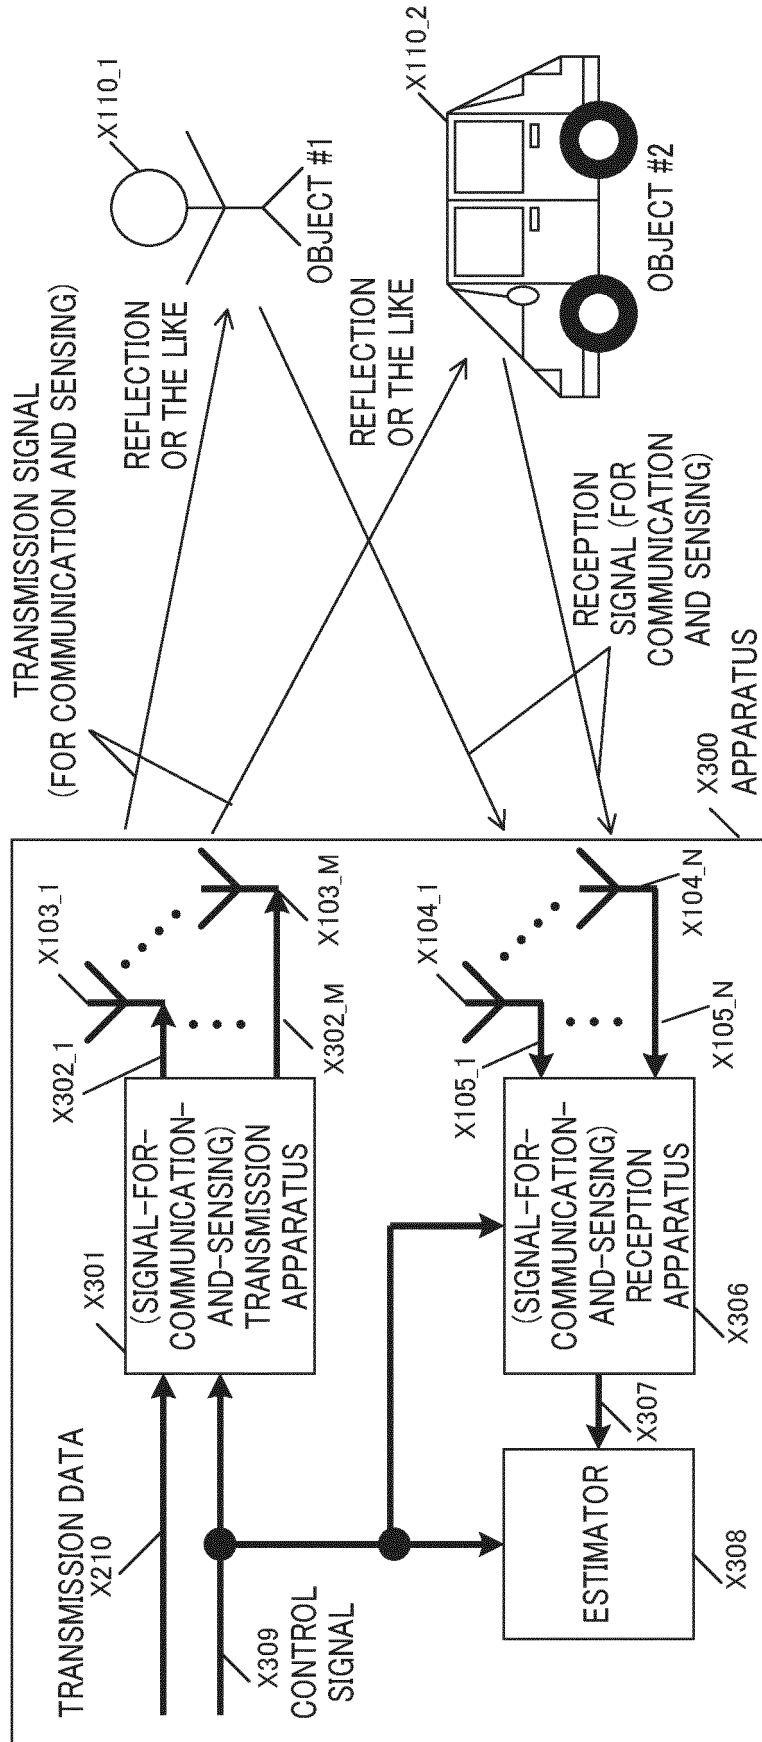 TRANSMISSION DATA
X210
X309
CONTROL
SIGNAL
X301
(SIGNAL-FOR-
COMMUNICATION-
AND-SENSING)
TRANSMISSION
APPARATUS
X302_1
X302_M
X103_1
X103_M
ESTIMATOR
X308
X307
(SIGNAL-FOR-
COMMUNICATION-
AND-SENSING)
RECEPTION
APPARATUS
X306
X105_1
X105_N
X104_1
X104_N
X300
APPARATUS
TRANSMISSION SIGNAL
(FOR COMMUNICATION AND SENSING)
REFLECTION
OR THE LIKE
REFLECTION
OR THE LIKE
RECEPTION
SIGNAL (FOR
COMMUNICATION
AND SENSING)
X110_1
OBJECT #1
X110_2
OBJECT #2